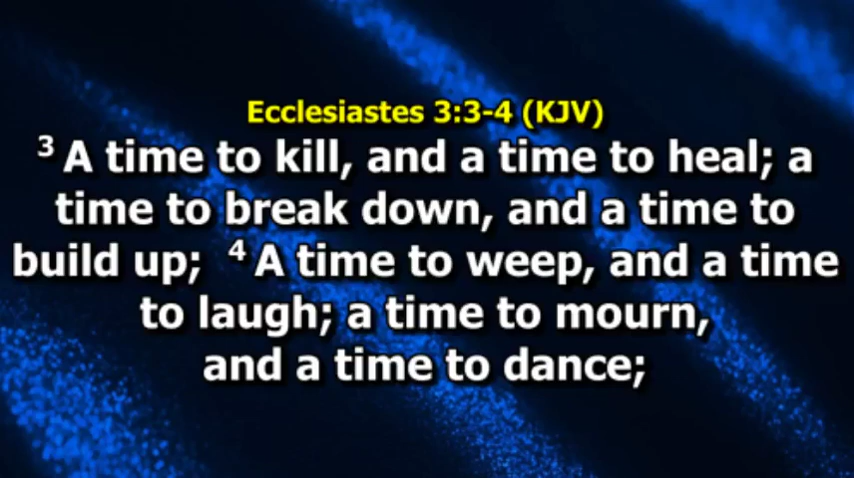 Ecclesiastes 3:3-4 (KJV)
³ A time to kill, and a time to heal; a
time to break down, and a time to
build up; ⁴ A time to weep, and a time
to laugh; a time to mourn,
and a time to dance;